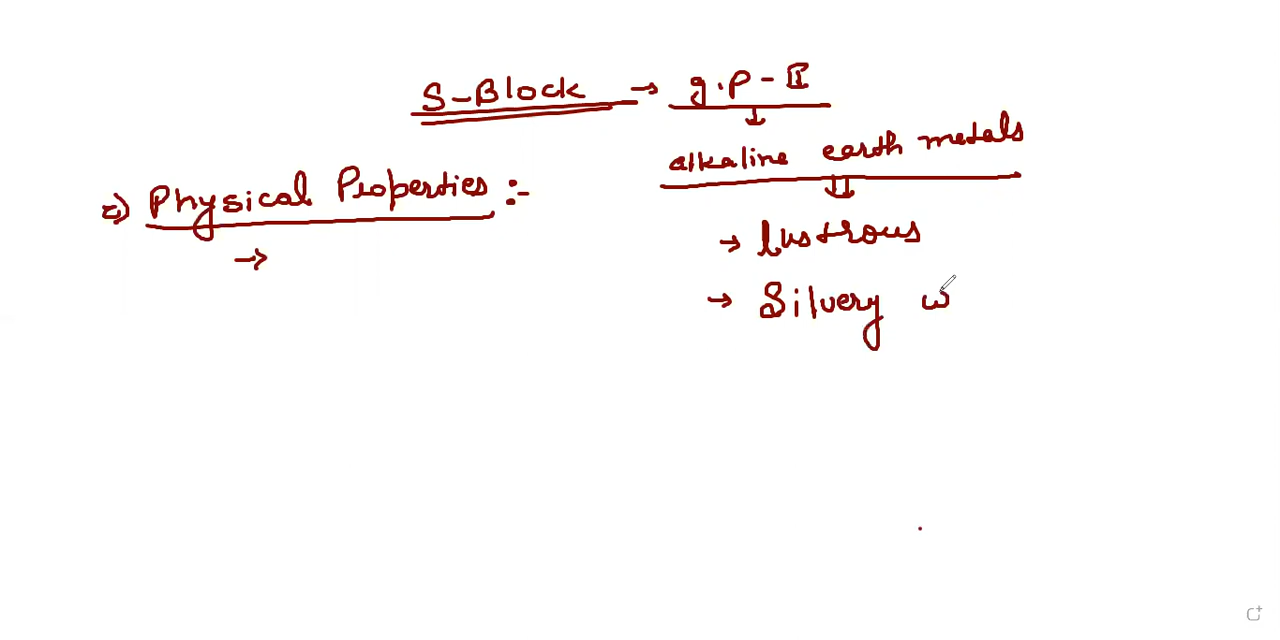 S-Block → g.P - II
↓
alkaline earth metals
⇓
c) Physical Properties :-
→
→ lustrous
→ Silvery w